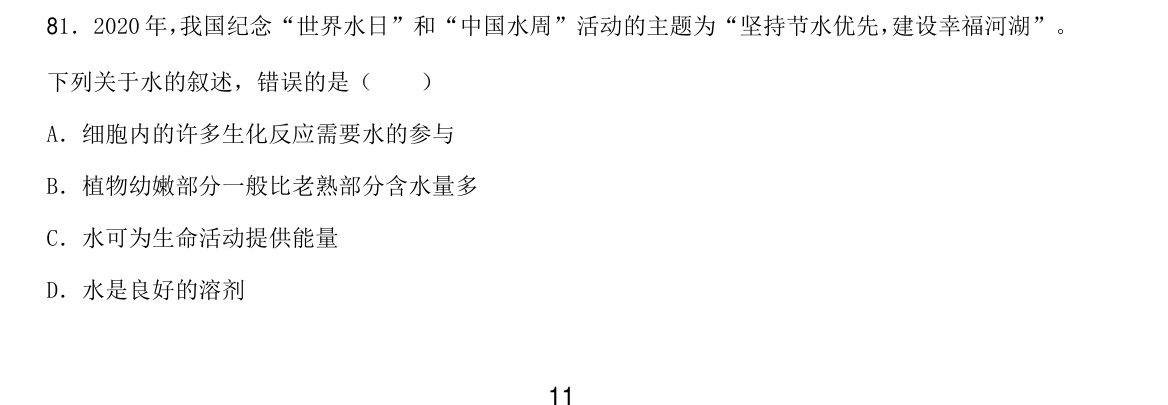 81. 2020年,我国纪念“世界水日”和“中国水周”活动的主题为“坚持节水优先,建设幸福河湖”。
下列关于水的叙述，错误的是（　　）
A. 细胞内的许多生化反应需要水的参与
B. 植物幼嫩部分一般比老熟部分含水量多
C. 水可为生命活动提供能量
D. 水是良好的溶剂
11